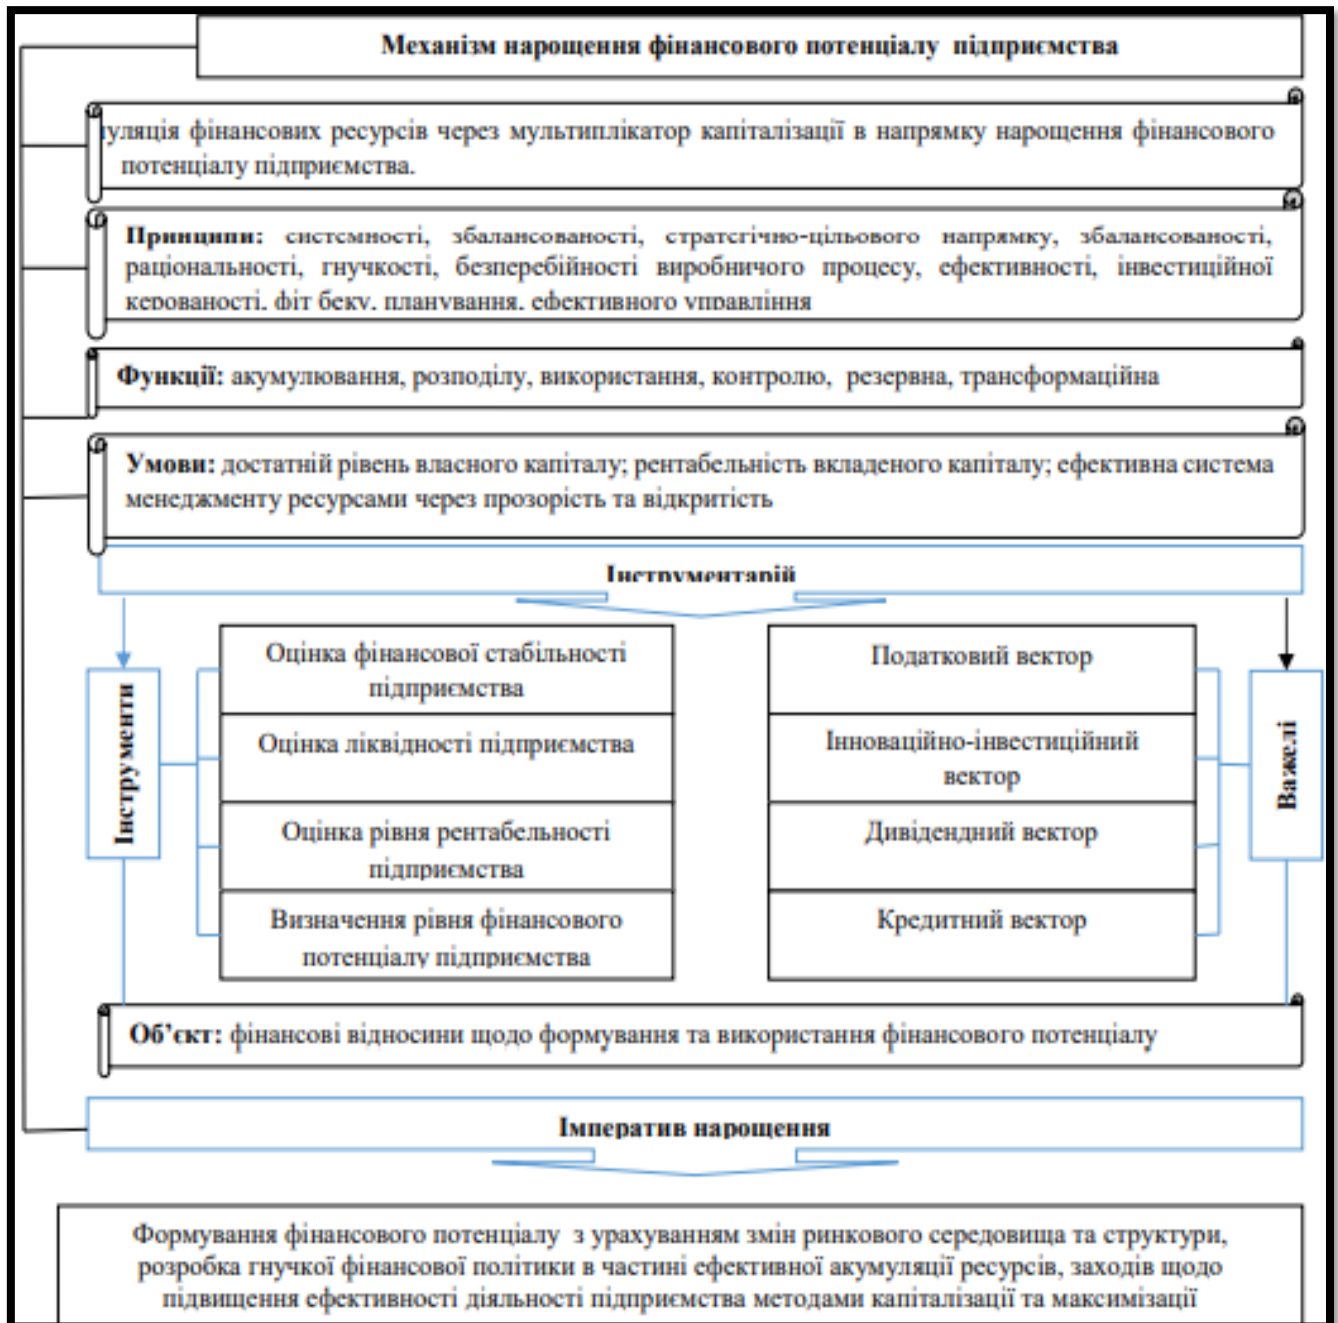 Механізм нарощення фінансового потенціалу підприємства
уляція фінансових ресурсів через мультиплікатор капіталізації в напрямку нарощення фінансового
потенціалу підприємства.
Принципи: системності, збалансованості, стратегічно-цільового напрямку, збалансованості,
раціональності, гнучкості, безперебійності виробничого процесу, ефективності, інвестиційної
керованості, фіт беку, планування, ефективного управління
Функції: акумулювання, розподілу, використання, контролю, резервна, трансформаційна
Умови: достатній рівень власного капіталу; рентабельність вкладеного капіталу; ефективна система
менеджменту ресурсами через прозорість та відкритість
Інструментарій
Інструменти
Оцінка фінансової стабільності
підприємства
Оцінка ліквідності підприємства
Оцінка рівня рентабельності
підприємства
Визначення рівня фінансового
потенціалу підприємства
Податковий вектор
Інноваційно-інвестиційний
вектор
Дивідендний вектор
Кредитний вектор
Важелі
Об’єкт: фінансові відносини щодо формування та використання фінансового потенціалу
Імператив нарощення
Формування фінансового потенціалу з урахуванням змін ринкового середовища та структури,
розробка гнучкої фінансової політики в частині ефективної акумуляції ресурсів, заходів щодо
підвищення ефективності діяльності підприємства методами капіталізації та максимізації